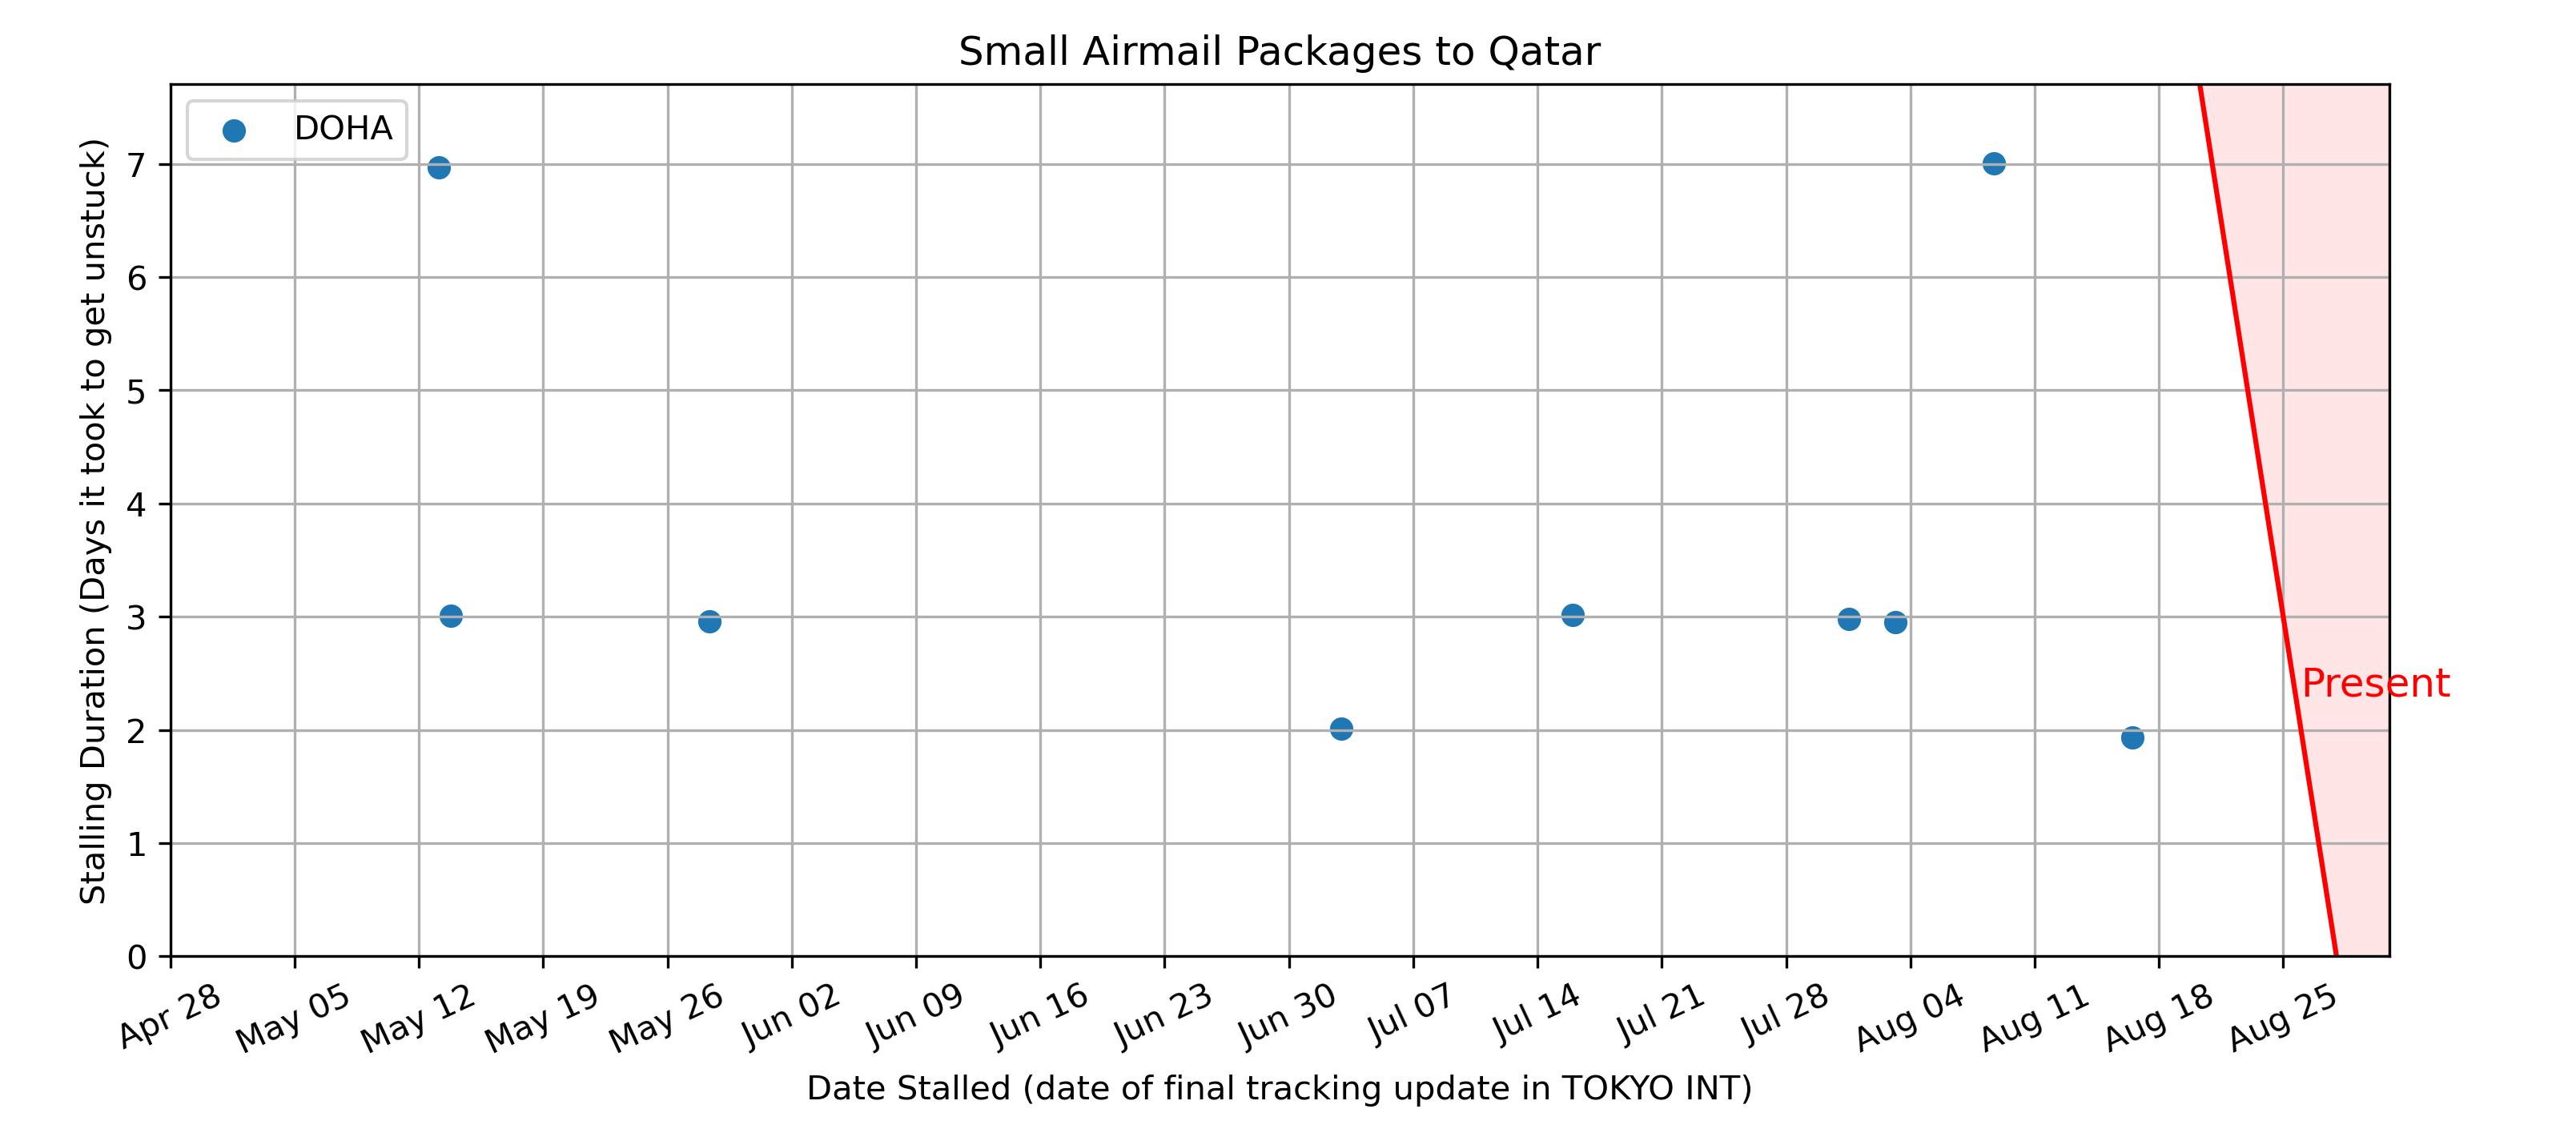 Small Airmail Packages to Qatar
DOHA
Stalling Duration (Days it took to get unstuck)
7
6
5
4
3
2
1
0
Present
Apr 28
May 05
May 12
May 19
May 26
Jun 02
Jun 09
Jun 16
Jun 23
Jun 30
Jul 07
Jul 14
Jul 21
Jul 28
Aug 04
Aug 11
Aug 18
Aug 25
Date Stalled (date of final tracking update in TOKYO INT)